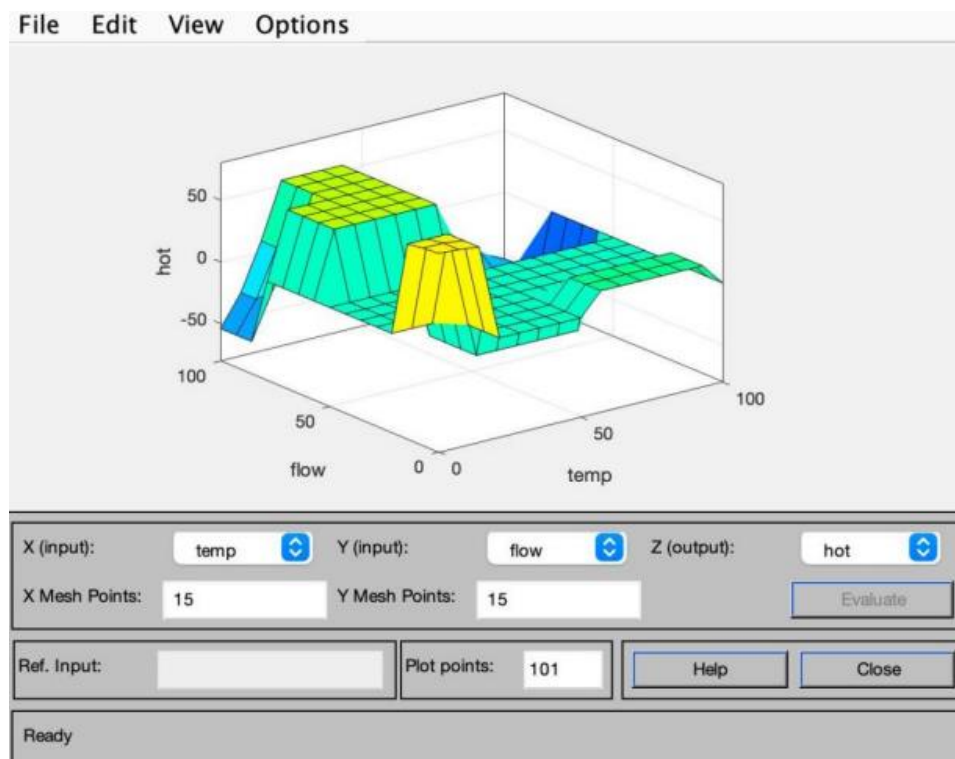 File Edit View Options
hot
50
0
-50
100
50
0
flow
0
50
100
temp
X (input): temp Y (input): flow Z (output): hot
X Mesh Points: 15 Y Mesh Points: 15 Evaluate
Ref. Input: Plot points: 101 Help Close
Ready